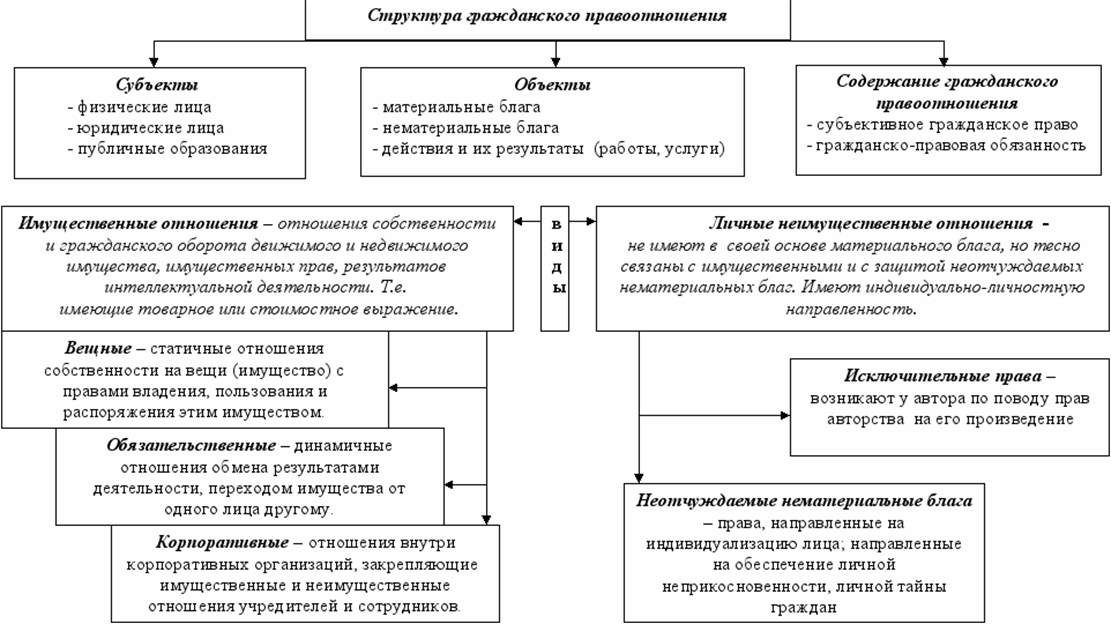 Структура гражданского правоотношения
Субъекты
- физические лица
- юридические лица
- публичные образования
Объекты
- материальные блага
- нематериальные блага
- действия и их результаты (работы, услуги)
Содержание гражданского
правоотношения
- субъективное гражданское право
- гражданско-правовая обязанность
Имущественные отношения – отношения собственности
и гражданского оборота движимого и недвижимого
имущества, имущественных прав, результатов
интеллектуальной деятельности. Т.е.
имеющие товарное или стоимостное выражение.
виды
Личные неимущественные отношения -
не имеют в своей основе материального блага, но тесно
связаны с имущественными и с защитой неотчуждаемых
нематериальных благ. Имеют индивидуально-личностную
направленность.
Вещные – статичные отношения
собственности на вещи (имущество) с
правами владения, пользования и
распоряжения этим имуществом.
Обязательственные – динамичные
отношения обмена результатами
деятельности, переходом имущества от
одного лица другому.
Корпоративные – отношения внутри
корпоративных организаций, закрепляющие
имущественные и неимущественные
отношения учредителей и сотрудников.
Исключительные права –
возникают у автора по поводу прав
авторства на его произведение
Неотчуждаемые нематериальные блага
– права, направленные на
индивидуализацию лица; направленные
на обеспечение личной
неприкосновенности, личной тайны
граждан